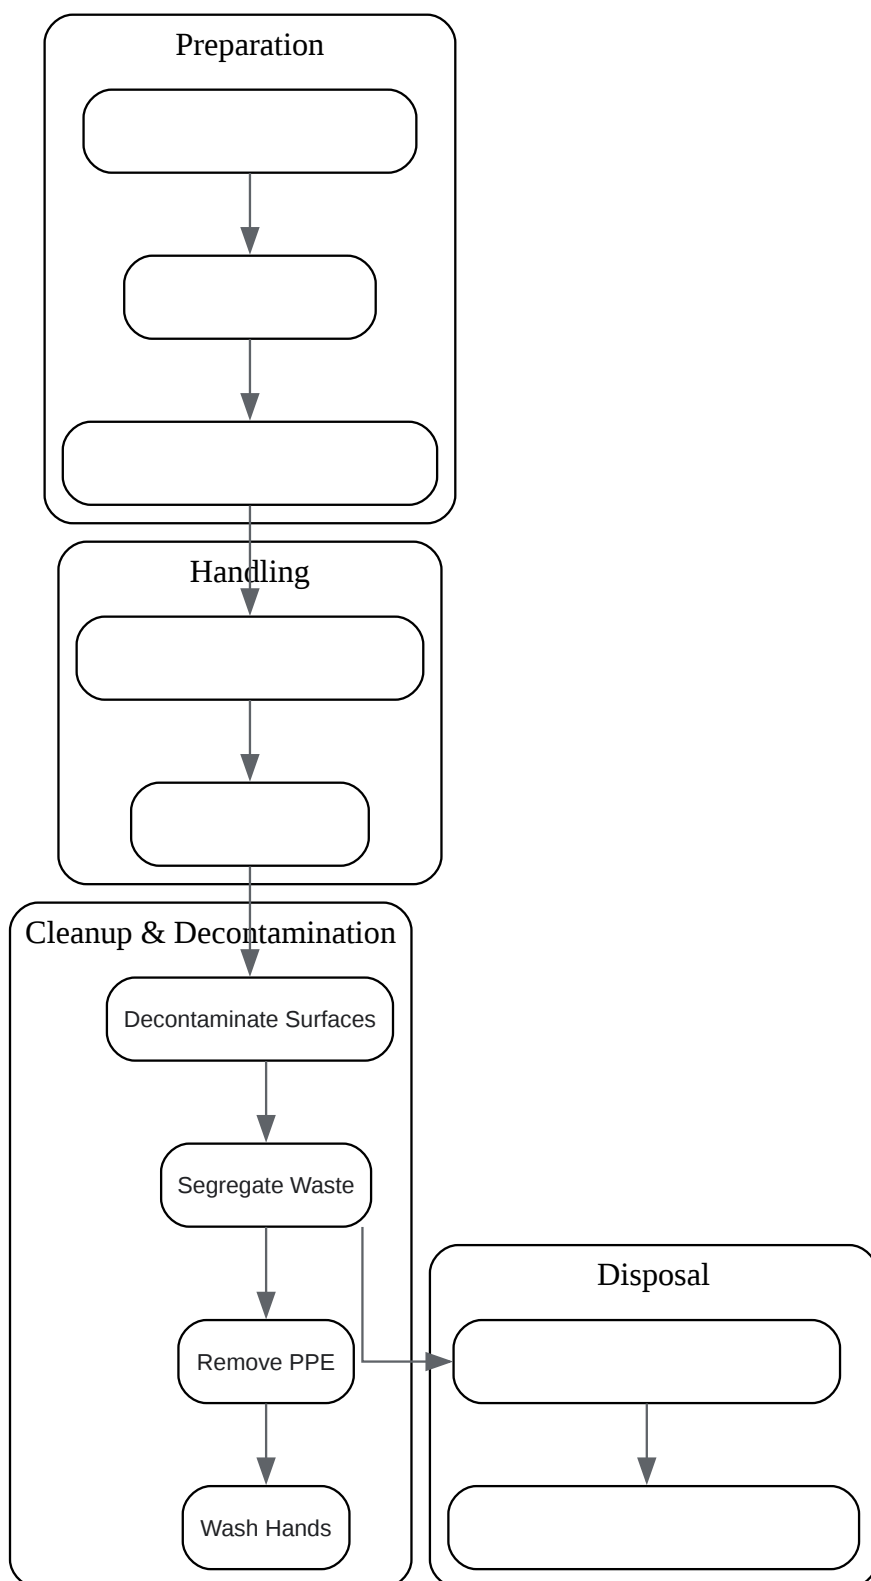 Preparation
Handling
Cleanup & Decontamination
Decontaminate Surfaces
Segregate Waste
Disposal
Remove PPE
Wash Hands